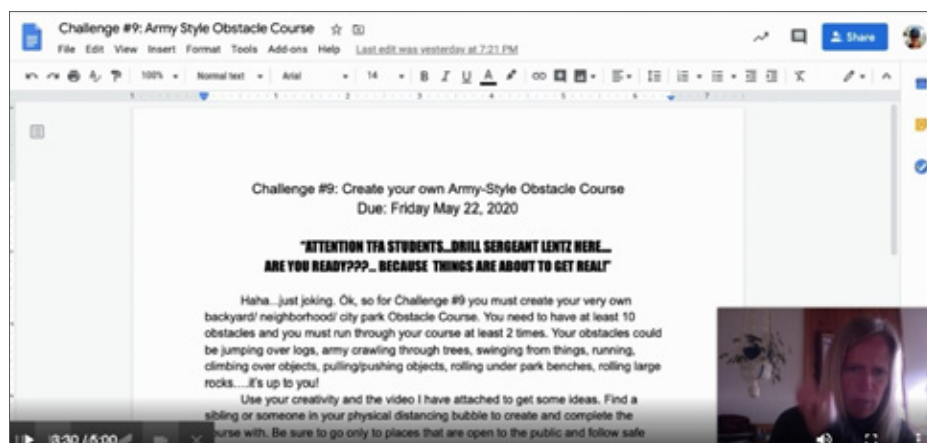 Challenge #9: Army Style Obstacle Course
File Edit View Insert Format Tools Add-ons Help Last edit was yesterday at 7:21 PM
Share
100% Normal text Arial 14 B I U A
1 1 2 3 4 5 6 7
Challenge #9: Create your own Army-Style Obstacle Course
Due: Friday May 22, 2020
"ATTENTION TFA STUDENTS...DRILL SERGEANT LENTZ HERE...
ARE YOU READY???... BECAUSE THINGS ARE ABOUT TO GET REAL!"
Haha...just joking. Ok, so for Challenge #9 you must create your very own
backyard/ neighborhood/ city park Obstacle Course. You need to have at least 10
obstacles and you must run through your course at least 2 times. Your obstacles could
be jumping over logs, army crawling through trees, swinging from things, running,
climbing over objects, pulling/pushing objects, rolling under park benches, rolling large
rocks....it's up to you!
Use your creativity and the video I have attached to get some ideas. Find a
sibling or someone in your physical distancing bubble to create and complete the
course with. Be sure to go only to places that are open to the public and follow safe
3:30 / 5:00